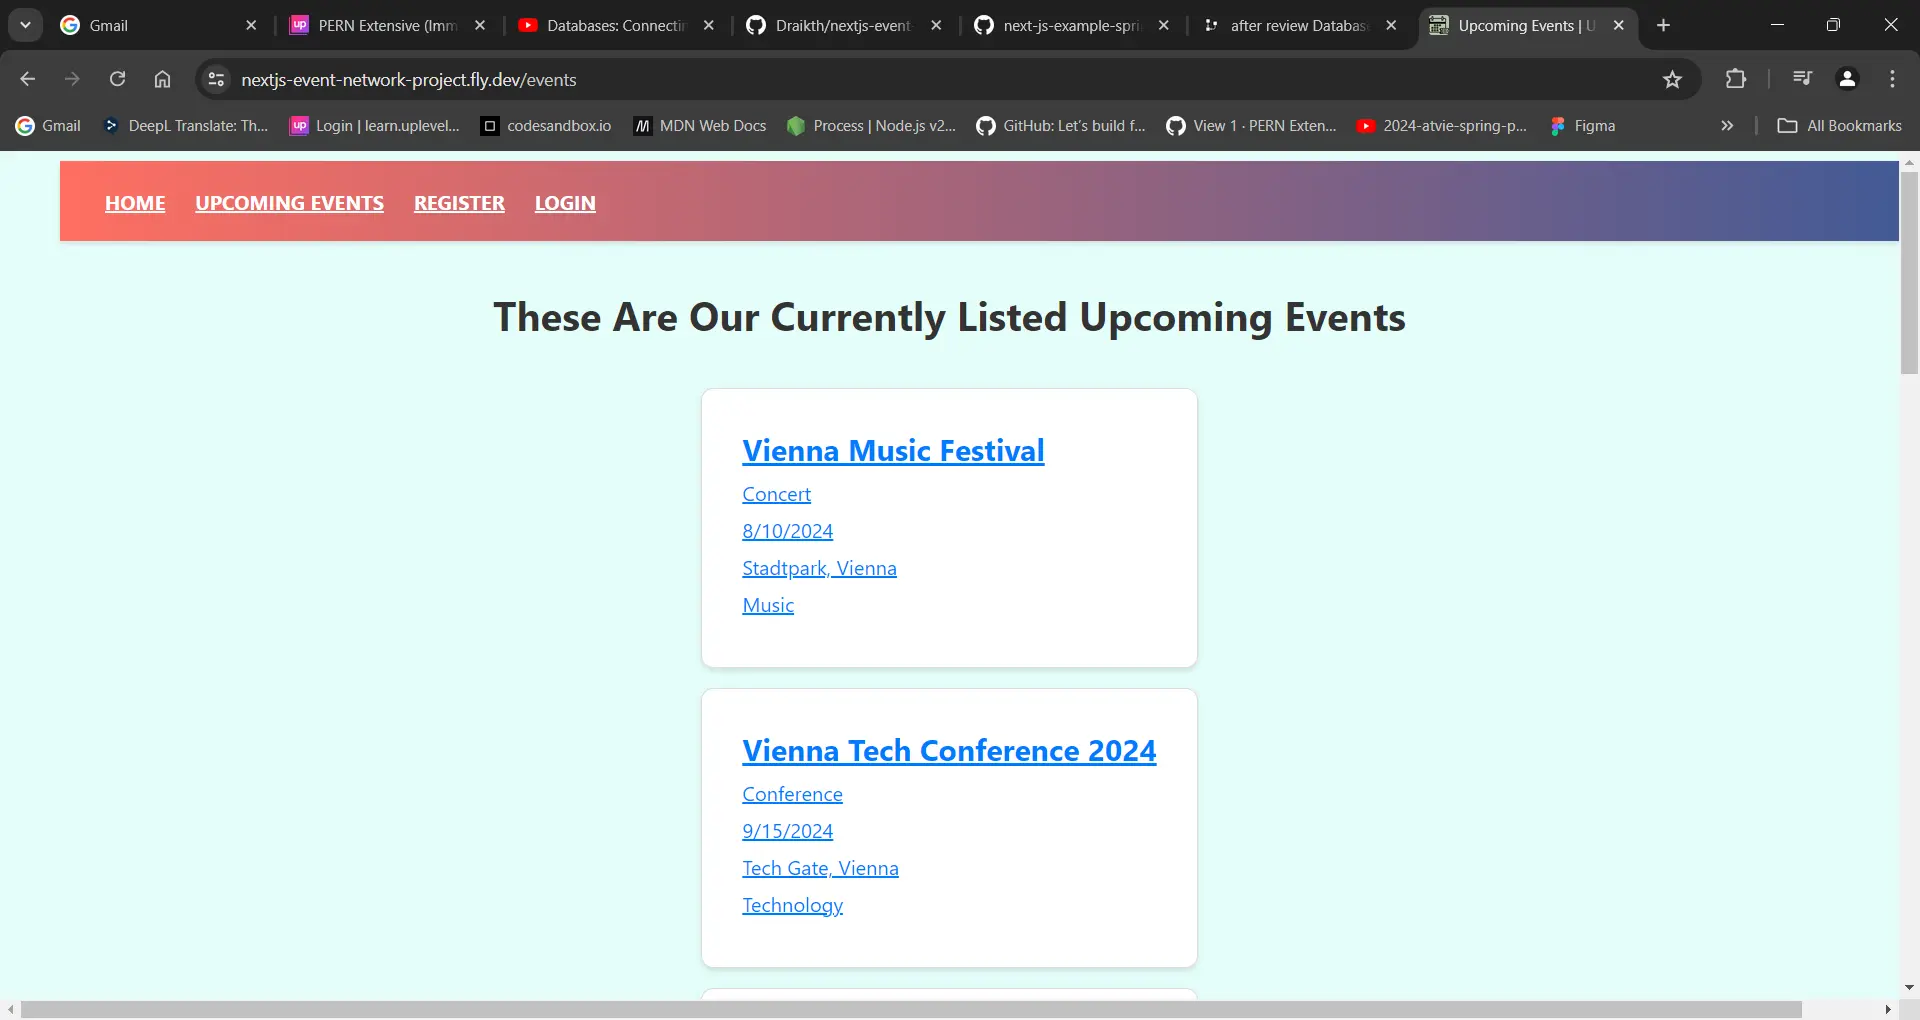 Gmail
PERN Extensive (Imm
Databases: Connectin
Draikth/nextjs-event-
next-js-example-spri
after review Databas
Upcoming Events | U
nextjs-event-network-project.fly.dev/events
Gmail
DeepL Translate: Th...
Login | learn.uplevel...
codesandbox.io
MDN Web Docs
Process | Node.js v2...
GitHub: Let's build f...
View 1 · PERN Exten...
2024-atvie-spring-p...
Figma
All Bookmarks
HOME UPCOMING EVENTS REGISTER LOGIN
These Are Our Currently Listed Upcoming Events
Vienna Music Festival
Concert
8/10/2024
Stadtpark, Vienna
Music
Vienna Tech Conference 2024
Conference
9/15/2024
Tech Gate, Vienna
Technology